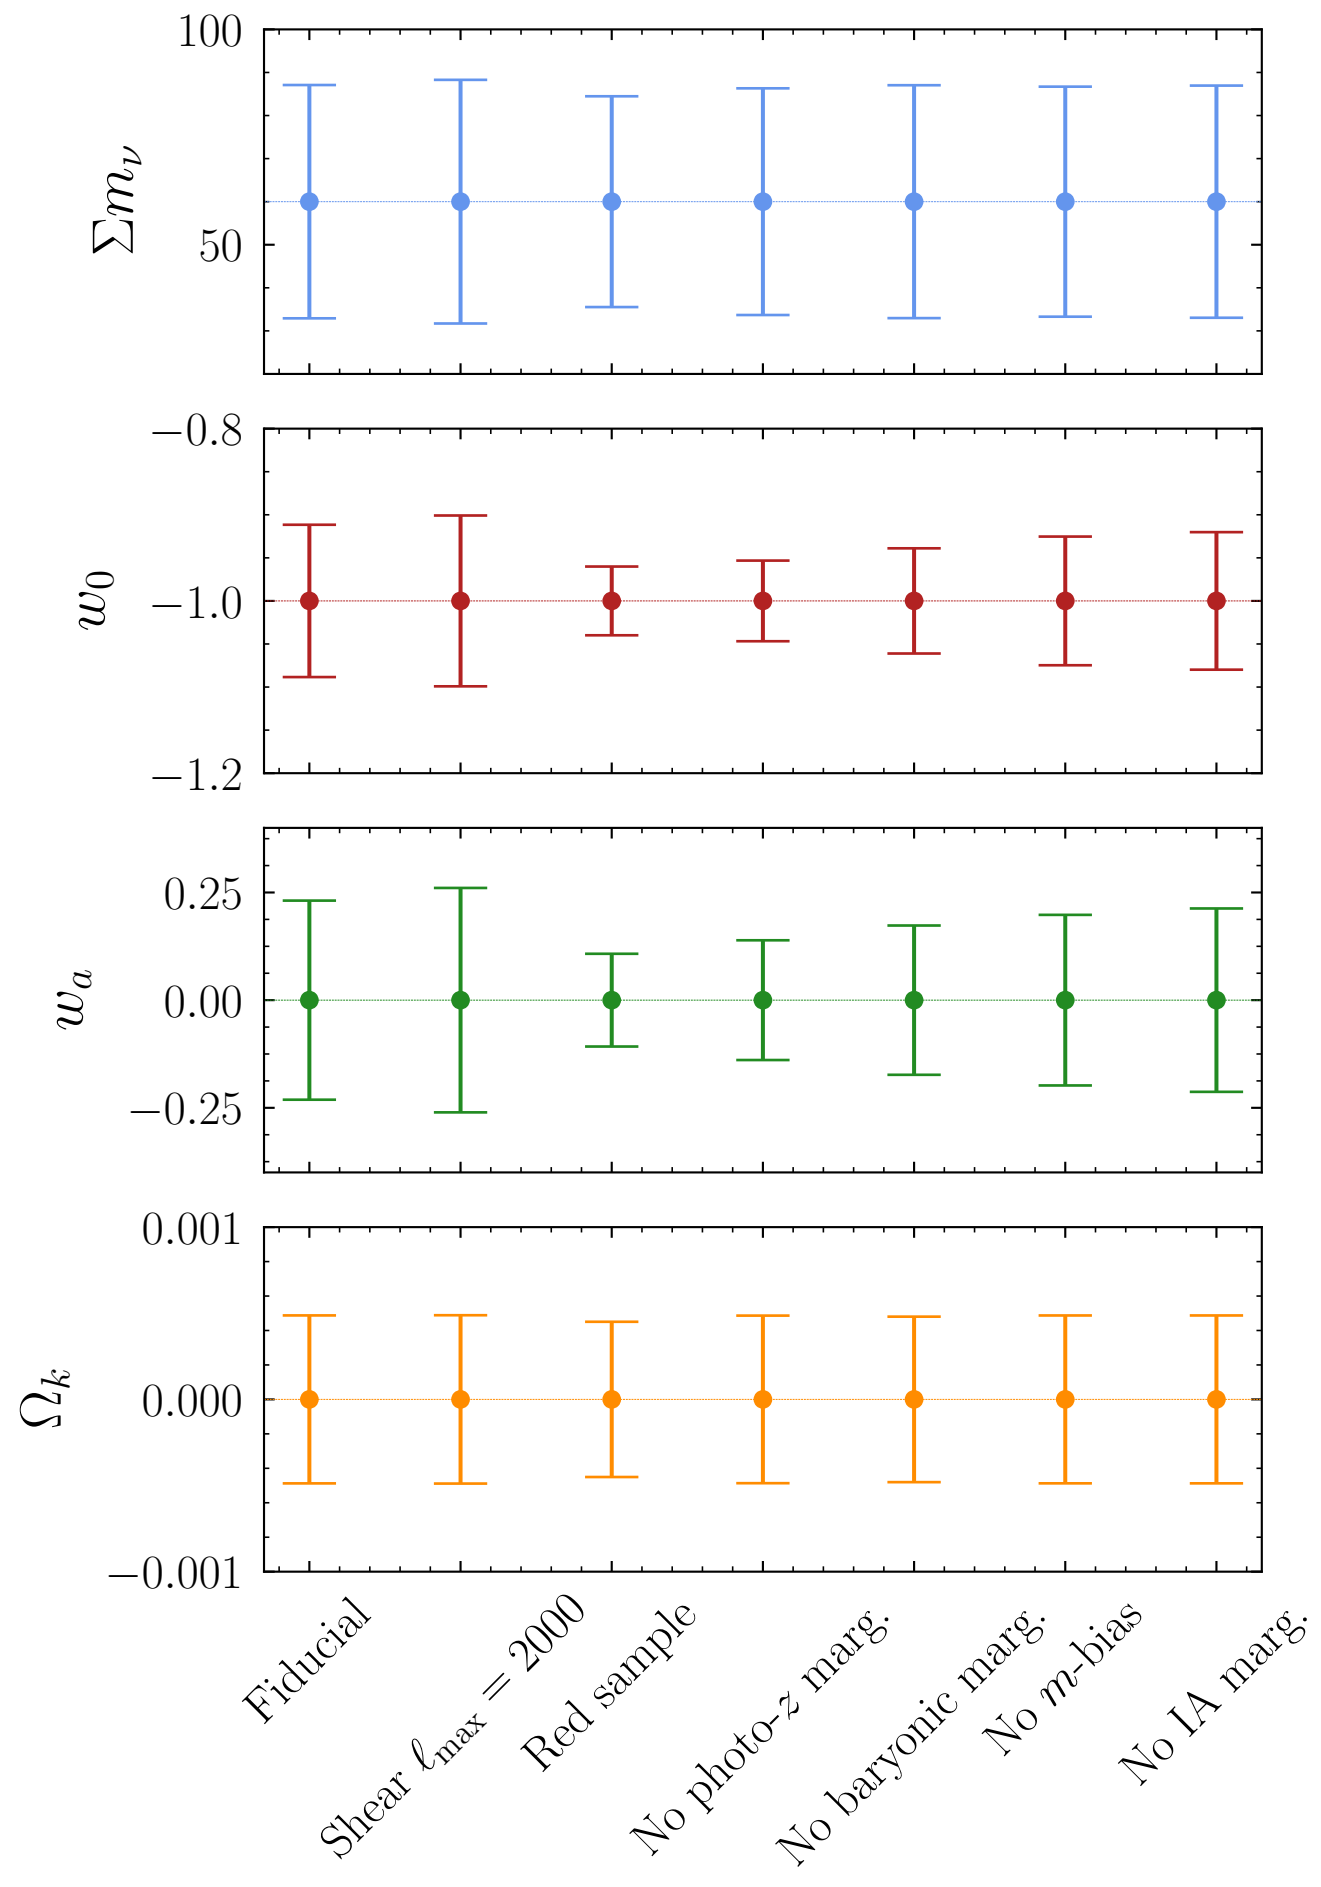 100
50
Σm_ν
−0.8
−1.0
−1.2
w_0
0.25
0.00
−0.25
w_a
0.001
0.000
−0.001
Ω_k
Fiducial
Shear ℓ_max = 2000
Red sample
No photo-z marg.
No baryonic marg.
No m-bias
No IA marg.